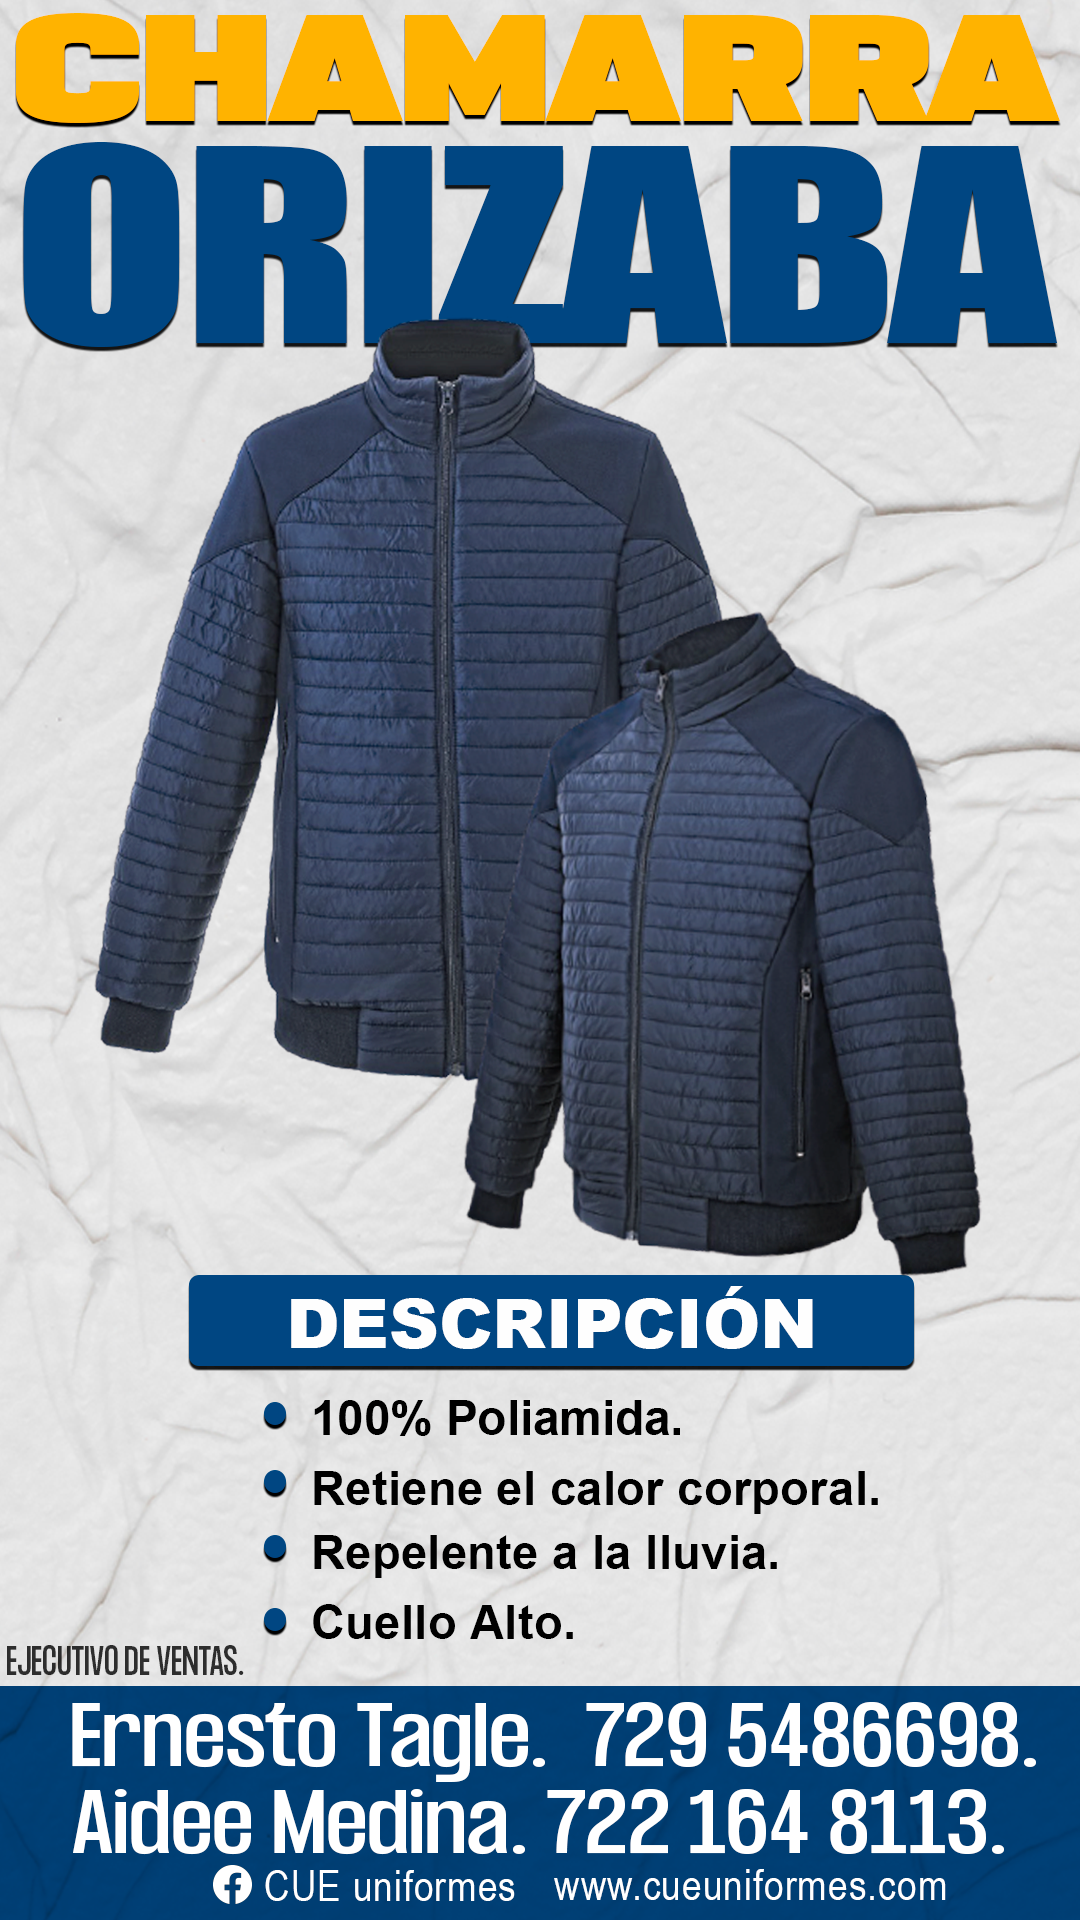 CHAMARRA
ORIZABA
DESCRIPCIÓN
100% Poliamida.
Retiene el calor corporal.
Repelente a la lluvia.
Cuello Alto.
EJECUTIVO DE VENTAS.
Ernesto Tagle. 729 5486698.
Aidee Medina. 722 164 8113.
CUE uniformes www.cueuniformes.com